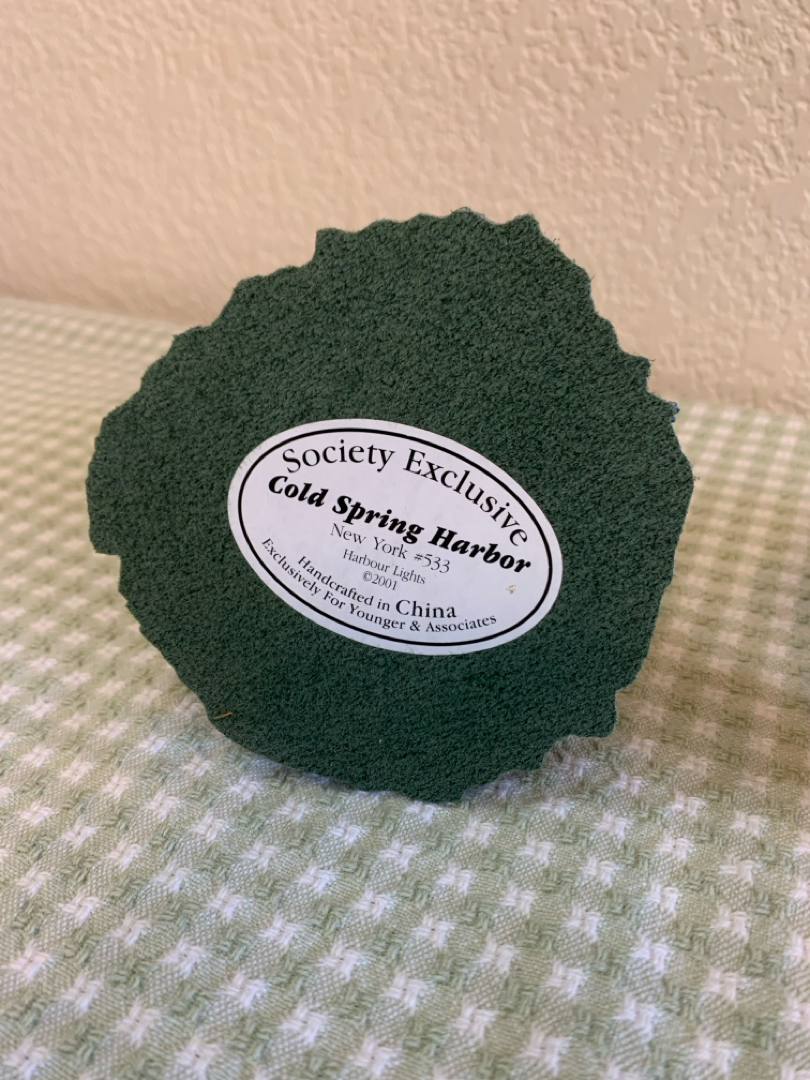 Society Exclusive
Cold Spring Harbor
New York #533
Harbour Lights
©2001
Handcrafted in China
Exclusively For Younger & Associates